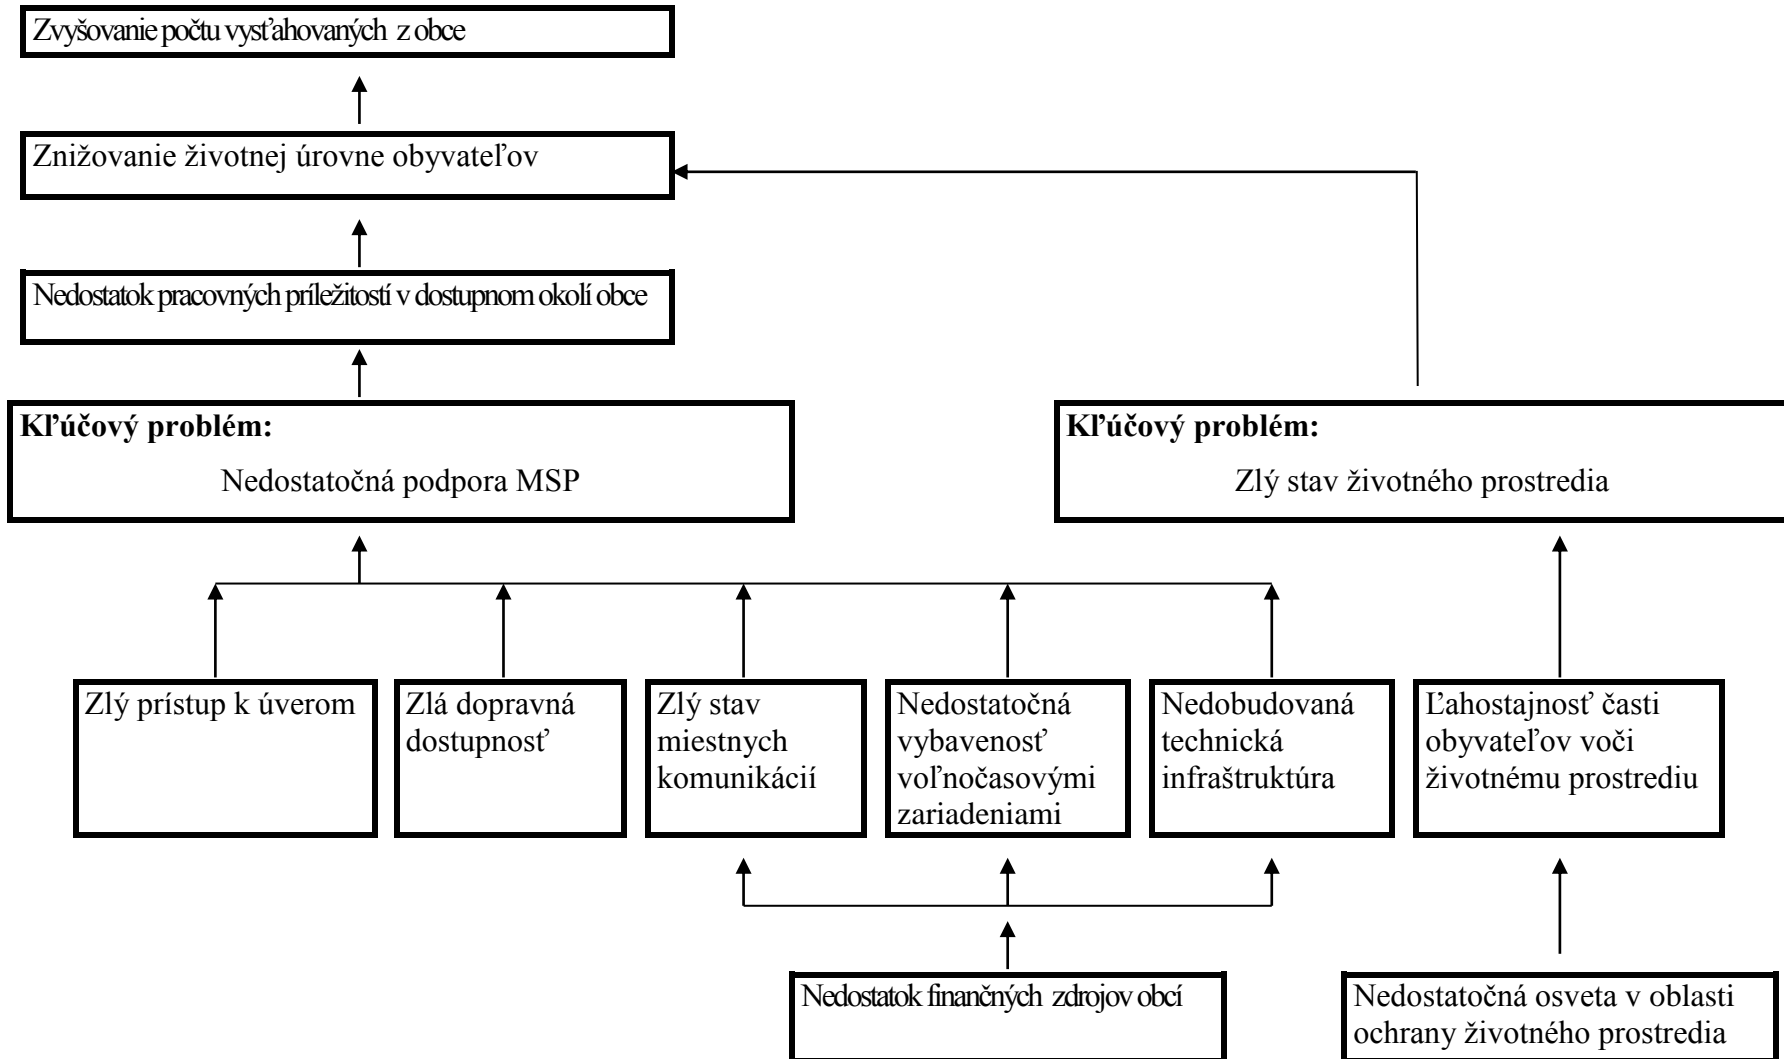 Zvyšovanie počtu vysťahovaných z obce
Znižovanie životnej úrovne obyvateľov
Nedostatok pracovných príležitostí v dostupnom okolí obce
Kľúčový problém:
Nedostatočná podpora MSP
Kľúčový problém:
Zlý stav životného prostredia
Zlý prístup k úverom
Zlá dopravná
dostupnosť
Zlý stav
miestnych
komunikácií
Nedostatočná
vybavenosť
voľnočasovými
zariadeniami
Nedobudovaná
technická
infraštruktúra
Ľahostajnosť časti
obyvateľov voči
životnému prostrediu
Nedostatok finančných zdrojov obcí
Nedostatočná osveta v oblasti
ochrany životného prostredia